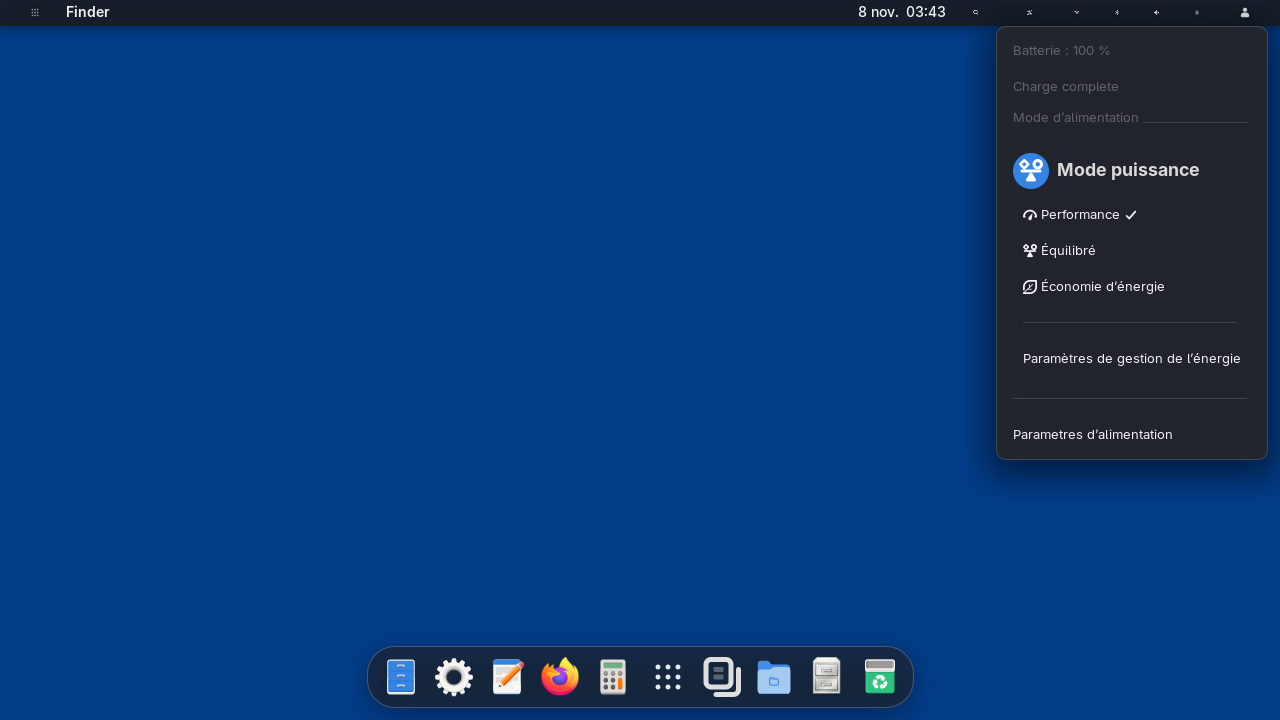 Finder
8 nov.  03:43
Batterie : 100 %
Charge complete
Mode d’alimentation
Mode puissance
Performance
Équilibré
Économie d’énergie
Paramètres de gestion de l’énergie
Parametres d’alimentation